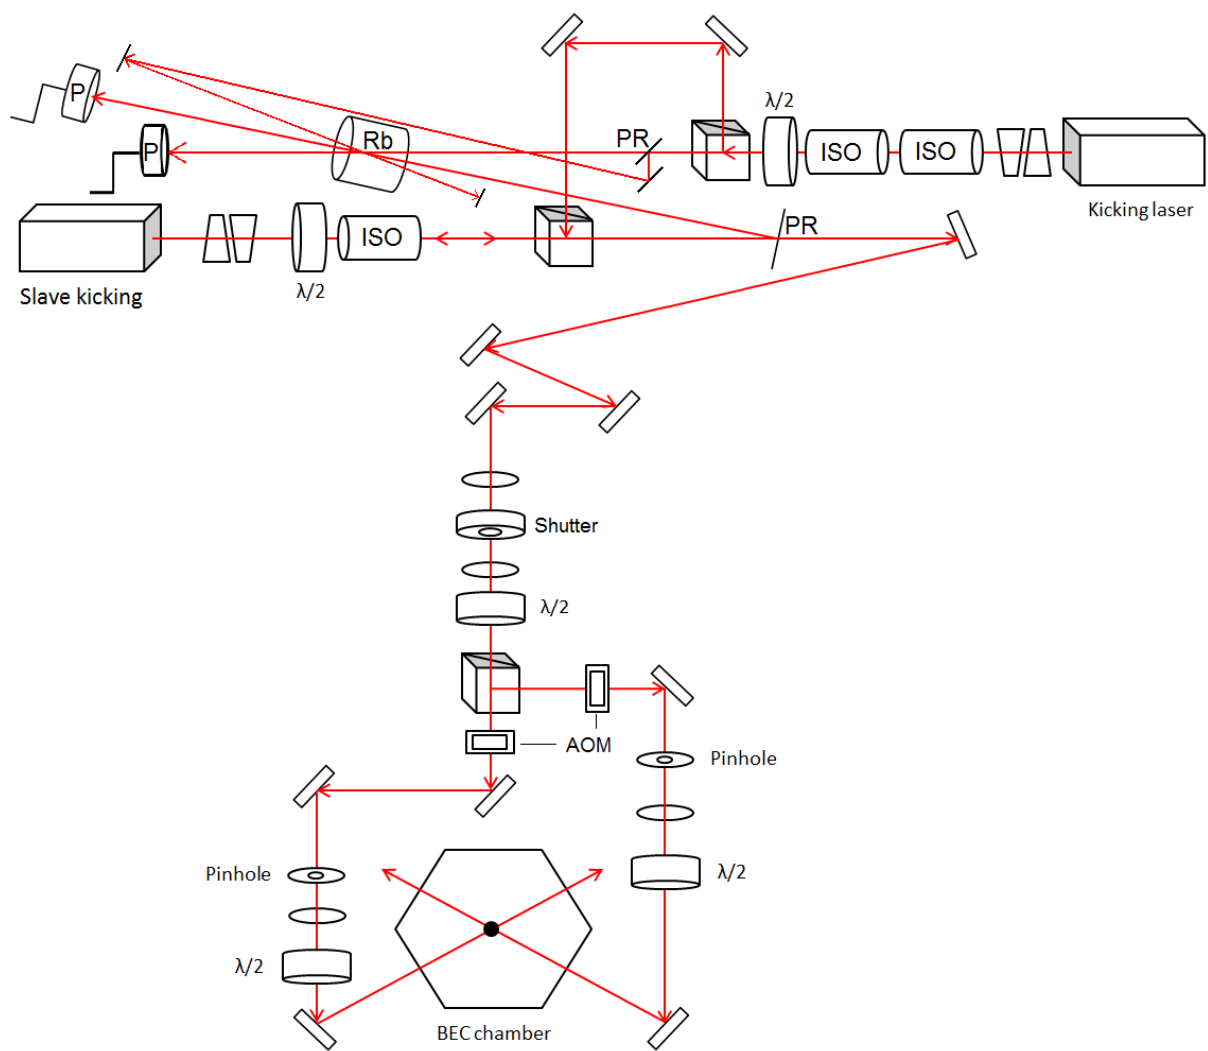 λ/2
P
Rb
PR
P
ISO
ISO
Kicking laser
PR
ISO
λ/2
Slave kicking
Shutter
λ/2
AOM
Pinhole
Pinhole
λ/2
λ/2
BEC chamber